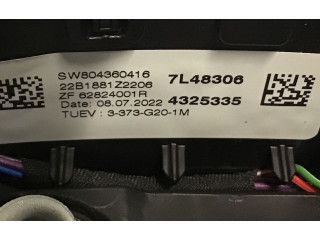 SW804360416 7L48306
22B1881Z2206
ZF 62824001R
Date: 08.07.2022 4325335
TUEV : 3-373-G20-1M